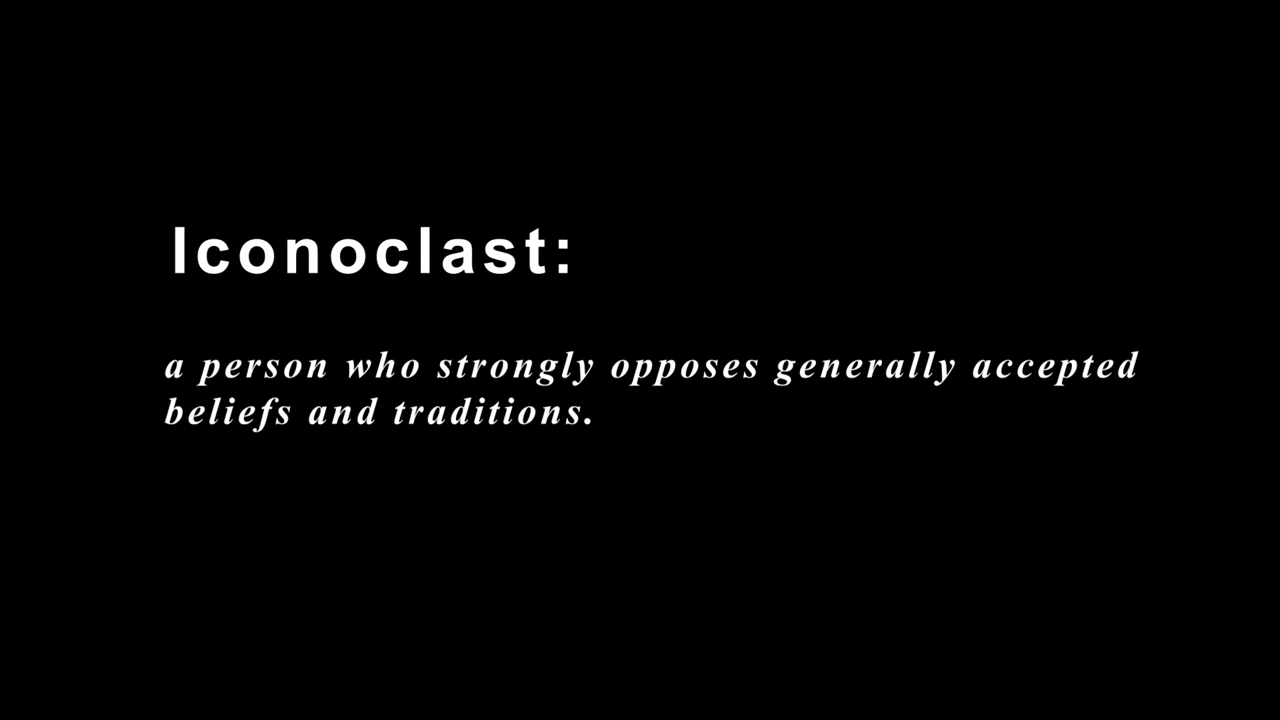 Iconoclast:
a person who strongly opposes generally accepted
beliefs and traditions.